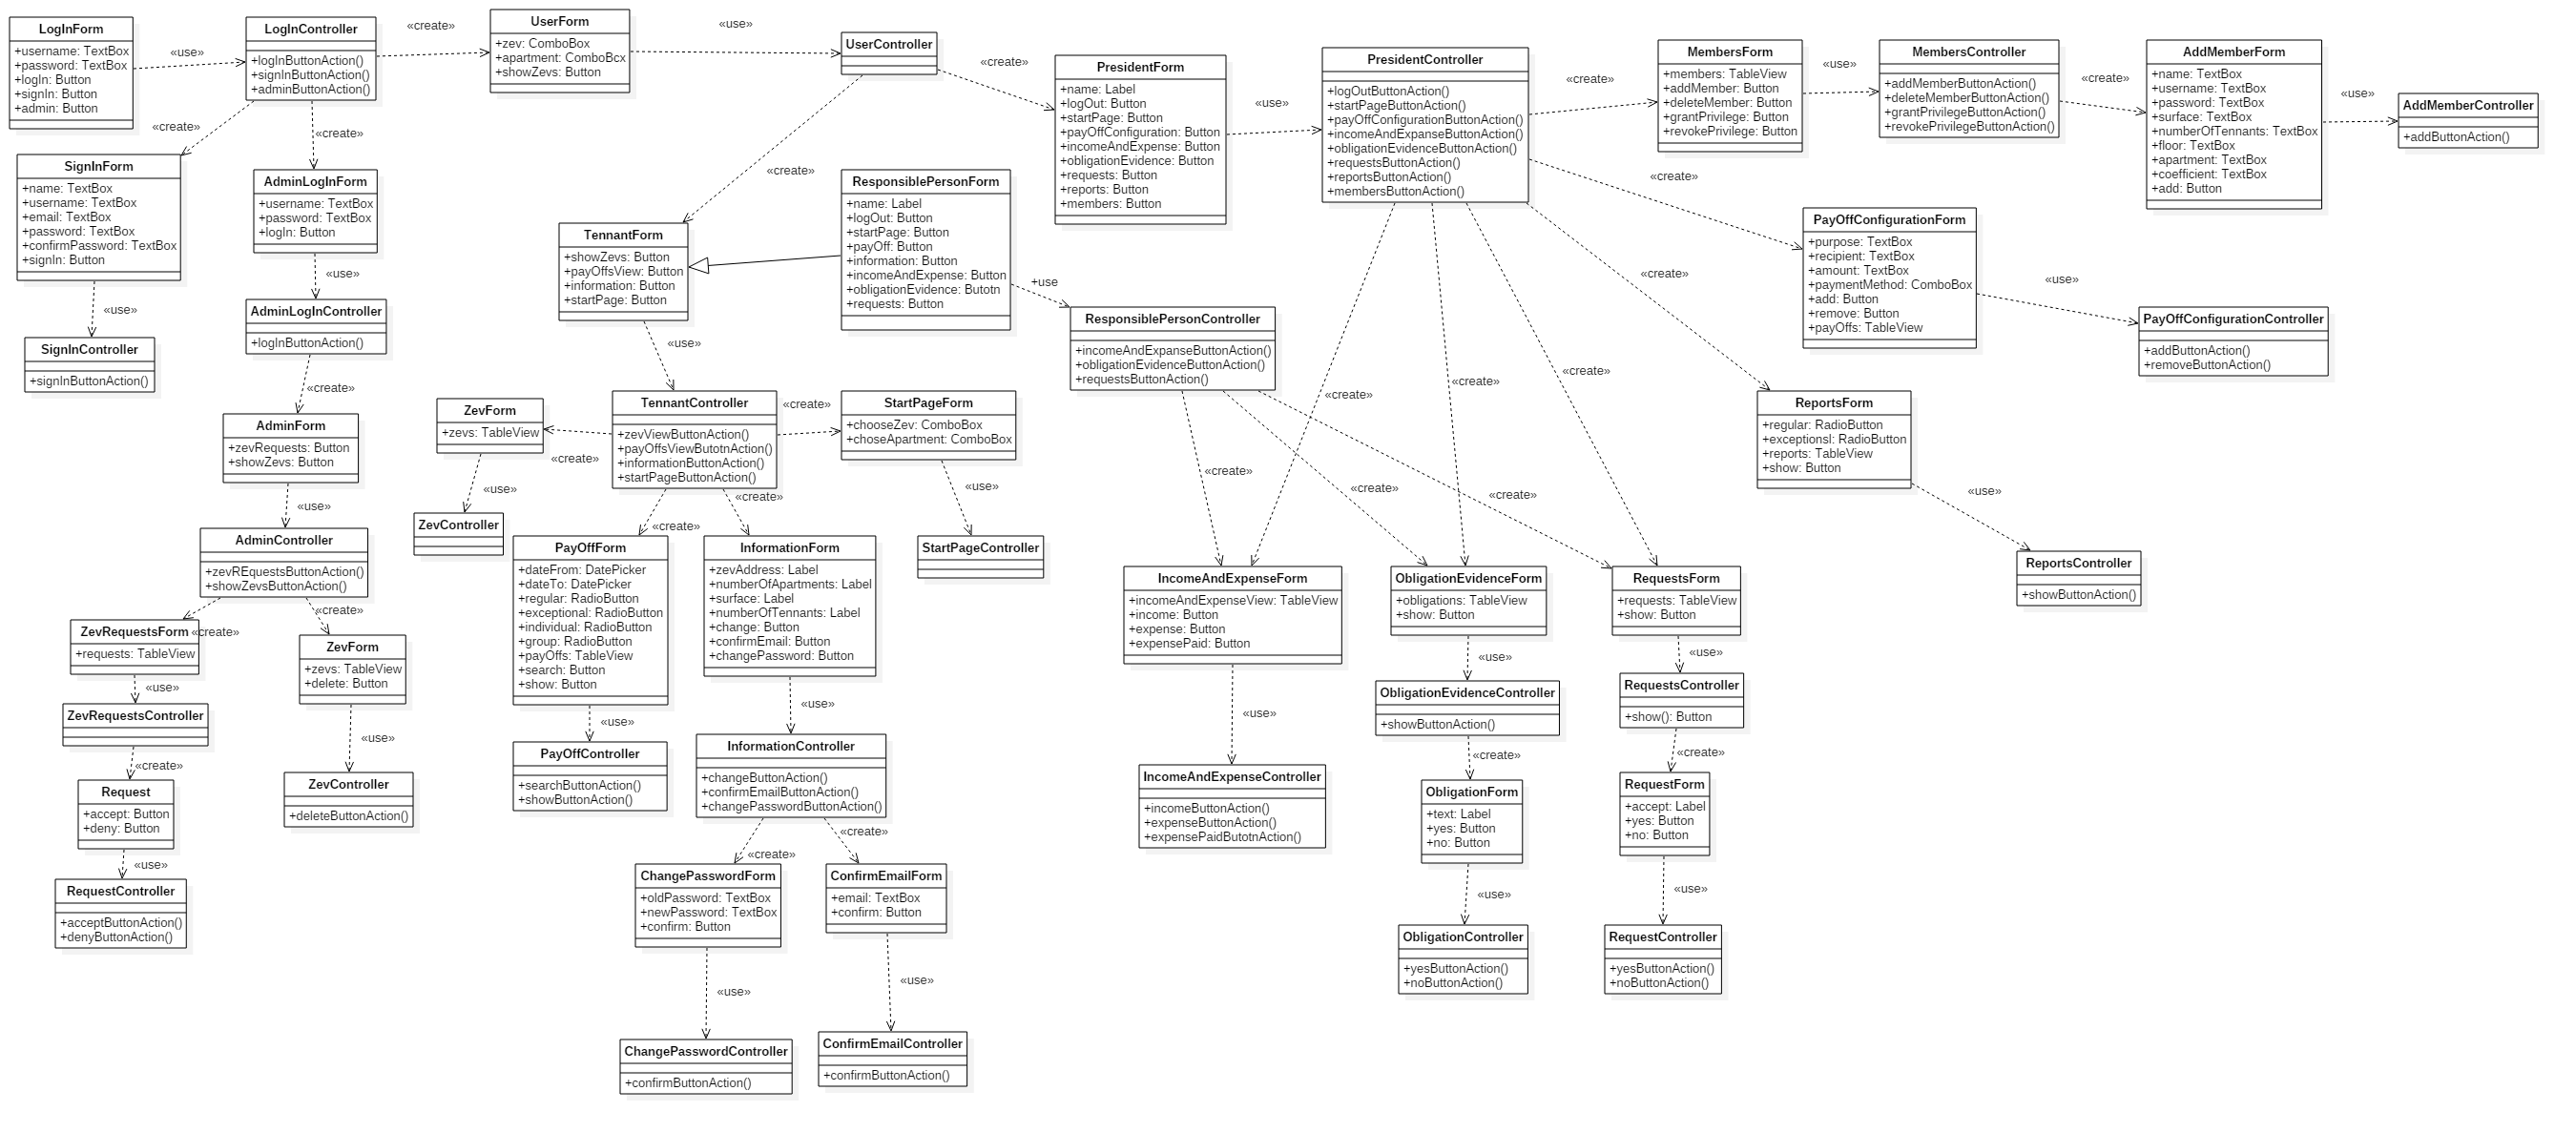 LogInForm
+username: TextBox
+password: TextBox
+logIn: Button
+signIn: Button
+admin: Button
«use»
LogInController
+logInButtonAction()
+signInButtonAction()
+adminButtonAction()
«create»
UserForm
+zev: ComboBox
+apartment: ComboBcx
+showZevs: Button
«use»
UserController
«create»
PresidentForm
+name: Label
+logOut: Button
+startPage: Button
+payOffConfiguration: Button
+incomeAndExpense: Button
+obligationEvidence: Button
+requests: Button
+reports: Button
+members: Button
«use»
PresidentController
+logOutButtonAction()
+startPageButtonAction()
+payOffConfigurationButtonAction()
+incomeAndExpanseButtonAction()
+obligationEvidenceButtonAction()
+requestsButtonAction()
+reportsButtonAction()
+membersButtonAction()
«create»
MembersForm
+members: TableView
+addMember: Button
+deleteMember: Button
+grantPrivilege: Button
+revokePrivilege: Button
«use»
MembersController
+addMemberButtonAction()
+deleteMemberButtonAction()
+grantPrivilegeButtonAction()
+revokePrivilegeButtonAction()
«create»
AddMemberForm
+name: TextBox
+username: TextBox
+password: TextBox
+surface: TextBox
+numberOfTennants: TextBox
+floor: TextBox
+apartment: TextBox
+coefficient: TextBox
+add: Button
«use»
AddMemberController
+addButtonAction()
«create»
SignInForm
+name: TextBox
+username: TextBox
+email: TextBox
+password: TextBox
+confirmPassword: TextBox
+signIn: Button
«use»
SignInController
+signInButtonAction()
«create»
AdminLogInForm
+username: TextBox
+password: TextBox
+logIn: Button
«use»
AdminLogInController
+logInButtonAction()
«create»
AdminForm
+zevRequests: Button
+showZevs: Button
«use»
AdminController
+zevREquestsButtonAction()
+showZevsButtonAction()
«create»
ZevRequestsForm
+requests: TableView
«use»
ZevRequestsController
«create»
Request
+accept: Button
+deny: Button
«use»
RequestController
+acceptButtonAction()
+denyButtonAction()
«create»
ZevForm
+zevs: TableView
+delete: Button
«use»
ZevController
+deleteButtonAction()
«create»
TennantForm
+showZevs: Button
+payOffsView: Button
+information: Button
+startPage: Button
ResponsiblePersonForm
+name: Label
+logOut: Button
+startPage: Button
+payOff: Button
+information: Button
+incomeAndExpense: Button
+obligationEvidence: Butotn
+requests: Button
+use
ResponsiblePersonController
+incomeAndExpanseButtonAction()
+obligationEvidenceButtonAction()
+requestsButtonAction()
«use»
TennantController
+zevViewButtonAction()
+payOffsViewButotnAction()
+informationButtonAction()
+startPageButtonAction()
«create»
ZevForm
+zevs: TableView
«use»
ZevController
«create»
StartPageForm
+chooseZev: ComboBox
+choseApartment: ComboBox
«use»
StartPageController
«create»
PayOffForm
+dateFrom: DatePicker
+dateTo: DatePicker
+regular: RadioButton
+exceptional: RadioButton
+individual: RadioButton
+group: RadioButton
+payOffs: TableView
+search: Button
+show: Button
«use»
PayOffController
+searchButtonAction()
+showButtonAction()
«create»
InformationForm
+zevAddress: Label
+numberOfApartments: Label
+surface: Label
+numberOfTennants: Label
+change: Button
+confirmEmail: Button
+changePassword: Button
«use»
InformationController
+changeButtonAction()
+confirmEmailButtonAction()
+changePasswordButtonAction()
«create»
ChangePasswordForm
+oldPassword: TextBox
+newPassword: TextBox
+confirm: Button
«use»
ChangePasswordController
+confirmButtonAction()
«create»
ConfirmEmailForm
+email: TextBox
+confirm: Button
«use»
ConfirmEmailController
+confirmButtonAction()
«create»
«create»
IncomeAndExpenseForm
+incomeAndExpenseView: TableView
+income: Button
+expense: Button
+expensePaid: Button
«use»
IncomeAndExpenseController
+incomeButtonAction()
+expenseButtonAction()
+expensePaidButotnAction()
«create»
«create»
ObligationEvidenceForm
+obligations: TableView
+show: Button
«use»
ObligationEvidenceController
+showButtonAction()
«create»
ObligationForm
+text: Label
+yes: Button
+no: Button
«use»
ObligationController
+yesButtonAction()
+noButtonAction()
«create»
«create»
RequestsForm
+requests: TableView
+show: Button
«use»
RequestsController
+show(): Button
«create»
RequestForm
+accept: Label
+yes: Button
+no: Button
«use»
RequestController
+yesButtonAction()
+noButtonAction()
«create»
PayOffConfigurationForm
+purpose: TextBox
+recipient: TextBox
+amount: TextBox
+paymentMethod: ComboBox
+add: Button
+remove: Button
+payOffs: TableView
«use»
PayOffConfigurationController
+addButtonAction()
+removeButtonAction()
«create»
ReportsForm
+regular: RadioButton
+exceptionsl: RadioButton
+reports: TableView
+show: Button
«use»
ReportsController
+showButtonAction()